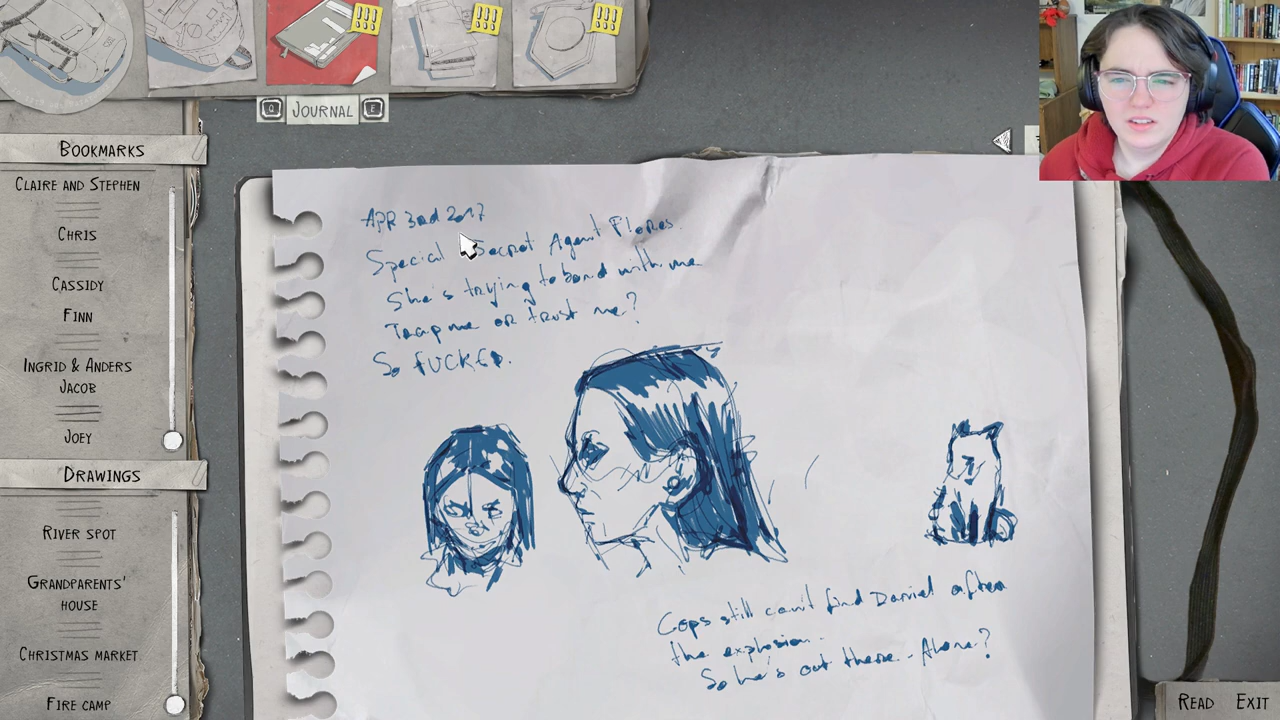 Q JOURNAL E
BOOKMARKS
CLAIRE AND STEPHEN
CHRIS
CASSIDY
FINN
INGRID & ANDERS
JACOB
JOEY
DRAWINGS
RIVER SPOT
GRANDPARENTS'
HOUSE
CHRISTMAS MARKET
FIRE CAMP
APR 3rd 2017
Special Secret Agent Flores.
She's trying to bond with me
Trap me or trust me?
So FUCKED.
Cops still can't find Daniel after
the explosion..
So he's out there.. Alone?
READ EXIT